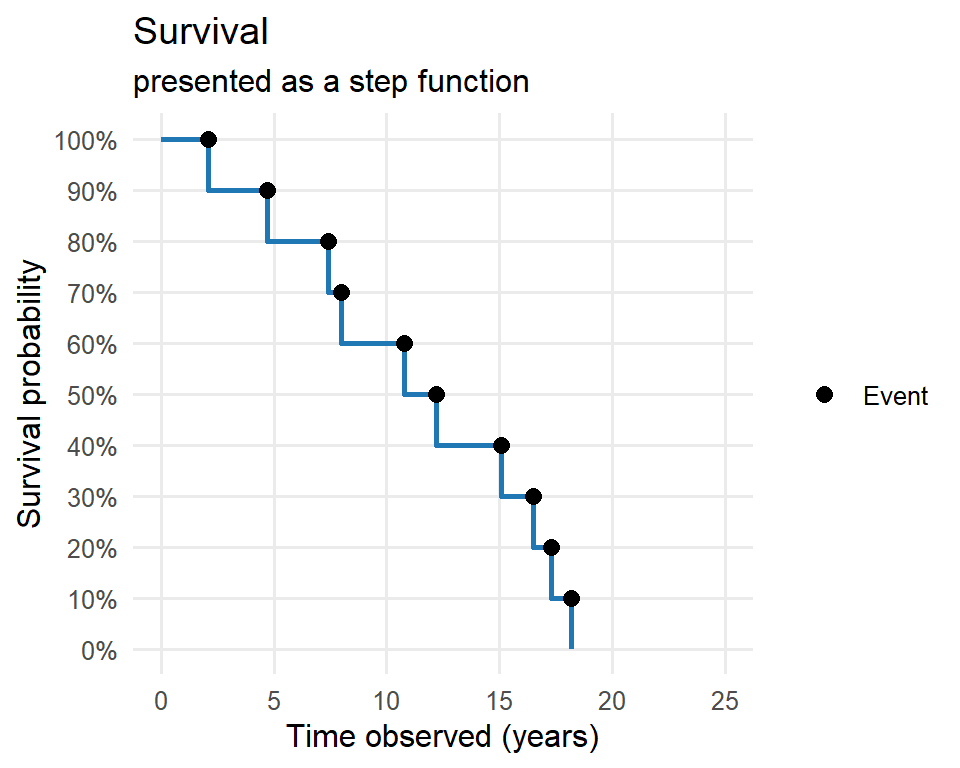 Survival
presented as a step function
Survival probability
100%
90%
80%
70%
60%
50%
40%
30%
20%
10%
0%
0 5 10 15 20 25
Time observed (years)
Event